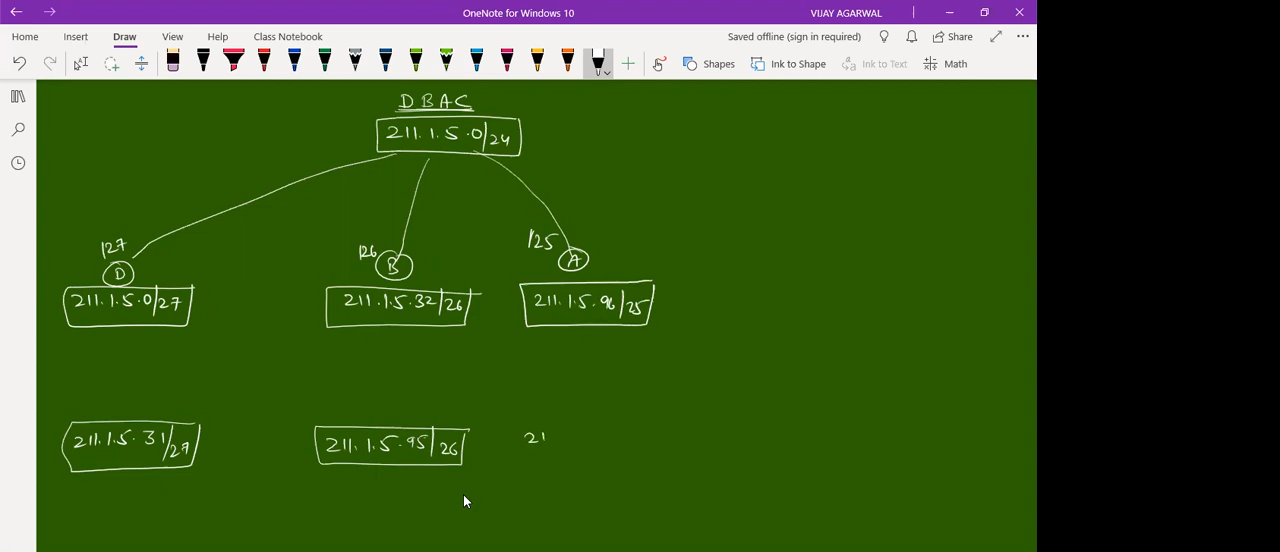 OneNote for Windows 10
VIJAY AGARWAL
Home Insert Draw View Help Class Notebook
Saved offline (sign in required) Share
Shapes Ink to Shape Ink to Text Math
D B A C
211.1.5.0/24
127 126 125
D B A
211.1.5.0/27 211.1.5.32/26 211.1.5.96/25
211.1.5.31/27 211.1.5.95/26 21